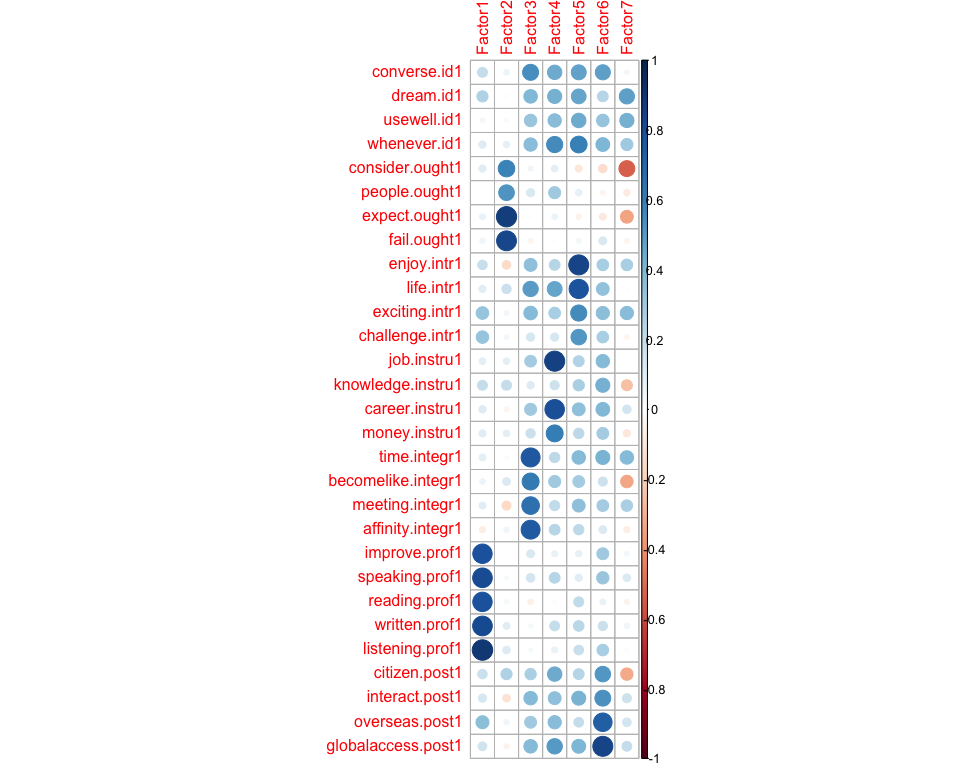 Factor1
Factor2
Factor3
Factor4
Factor5
Factor6
Factor7
converse.id1
dream.id1
usewell.id1
whenever.id1
consider.ought1
people.ought1
expect.ought1
fail.ought1
enjoy.intr1
life.intr1
exciting.intr1
challenge.intr1
job.instru1
knowledge.instru1
career.instru1
money.instru1
time.integr1
becomelike.integr1
meeting.integr1
affinity.integr1
improve.prof1
speaking.prof1
reading.prof1
written.prof1
listening.prof1
citizen.post1
interact.post1
overseas.post1
globalaccess.post1
1
0.8
0.6
0.4
0.2
0
-0.2
-0.4
-0.6
-0.8
-1